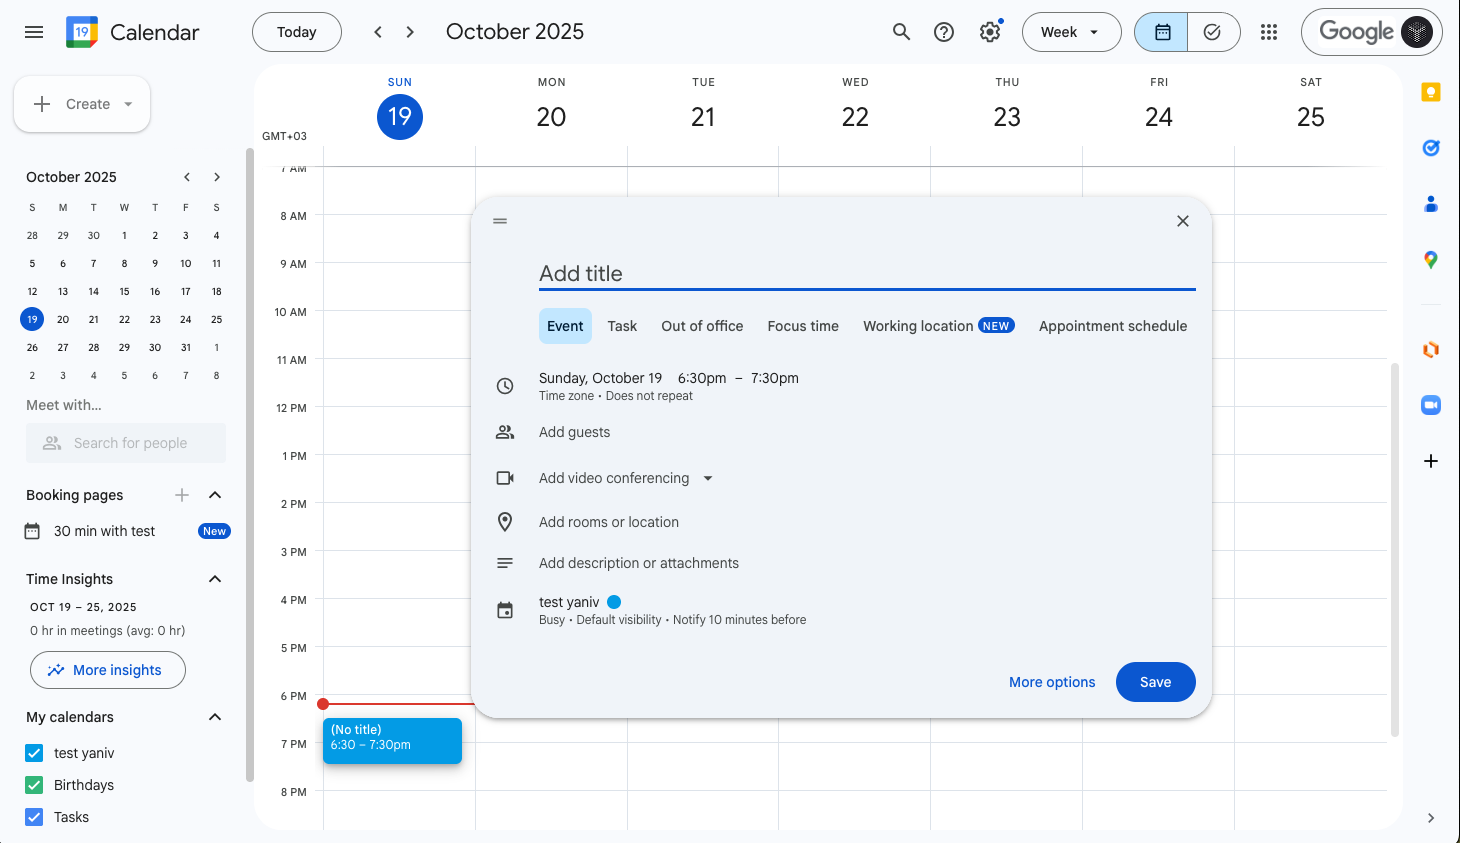 19 Calendar Today October 2025 Week Google
Create
SUN MON TUE WED THU FRI SAT
19 20 21 22 23 24 25
GMT+03
October 2025
S M T W T F S
28 29 30 1 2 3 4
5 6 7 8 9 10 11
12 13 14 15 16 17 18
19 20 21 22 23 24 25
26 27 28 29 30 31 1
2 3 4 5 6 7 8
Meet with...
Search for people
Booking pages
30 min with test New
Time Insights
OCT 19 – 25, 2025
0 hr in meetings (avg: 0 hr)
More insights
My calendars
test yaniv
Birthdays
Tasks
7 AM
8 AM
9 AM
10 AM
11 AM
12 PM
1 PM
2 PM
3 PM
4 PM
5 PM
6 PM
7 PM
8 PM
(No title)
6:30 – 7:30pm
Add title
Event Task Out of office Focus time Working location NEW Appointment schedule
Sunday, October 19 6:30pm – 7:30pm
Time zone • Does not repeat
Add guests
Add video conferencing
Add rooms or location
Add description or attachments
test yaniv
Busy • Default visibility • Notify 10 minutes before
More options Save